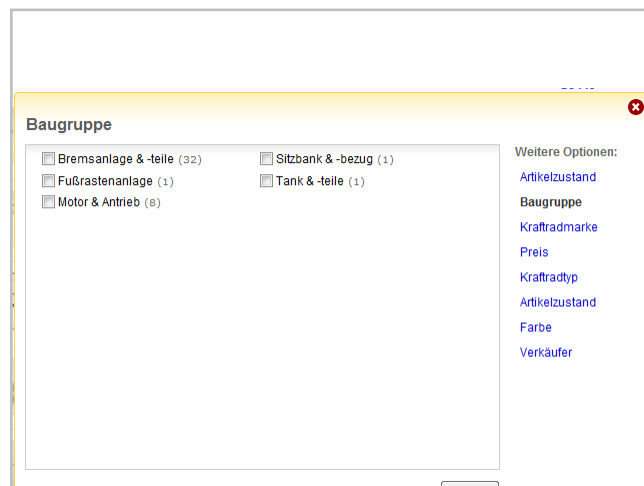 Baugruppe
Bremsanlage & -teile (32)
Sitzbank & -bezug (1)
Fußrastenanlage (1)
Tank & -teile (1)
Motor & Antrieb (8)
Weitere Optionen:
Artikelzustand
Baugruppe
Kraftradmarke
Preis
Kraftradtyp
Artikelzustand
Farbe
Verkäufer